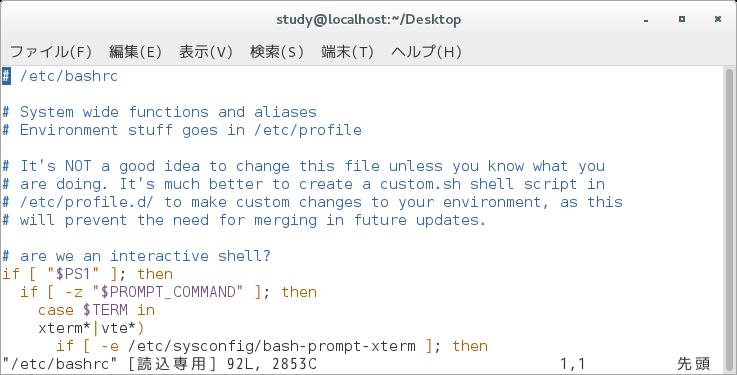 study@localhost:~/Desktop
ファイル(F) 編集(E) 表示(V) 検索(S) 端末(T) ヘルプ(H)
# /etc/bashrc
# System wide functions and aliases
# Environment stuff goes in /etc/profile
# It's NOT a good idea to change this file unless you know what you
# are doing. It's much better to create a custom.sh shell script in
# /etc/profile.d/ to make custom changes to your environment, as this
# will prevent the need for merging in future updates.
# are we an interactive shell?
if [ "$PS1" ]; then
  if [ -z "$PROMPT_COMMAND" ]; then
    case $TERM in
    xterm*|vte*)
      if [ -e /etc/sysconfig/bash-prompt-xterm ]; then
"/etc/bashrc" [読込専用] 92L, 2853C 1,1 先頭